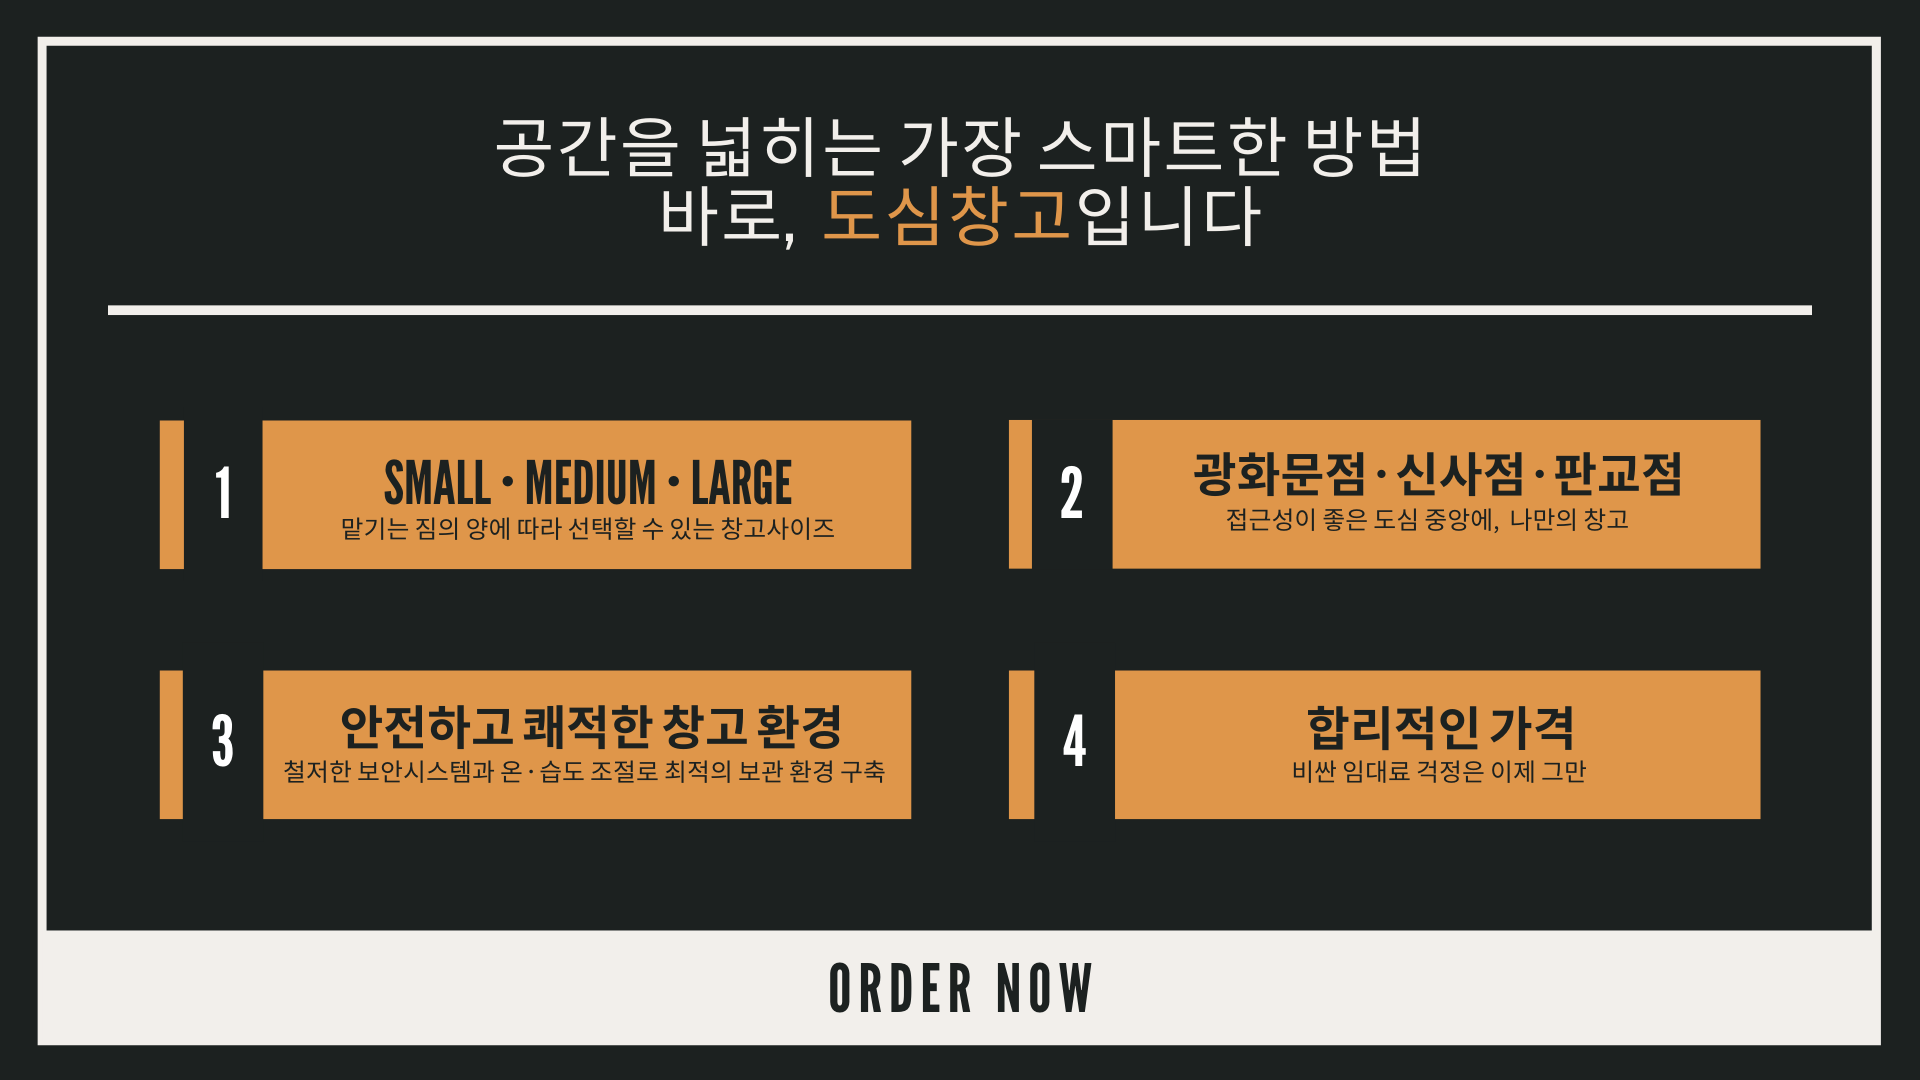 공간을 넓히는 가장 스마트한 방법
바로, 도심창고입니다
1
SMALL · MEDIUM · LARGE
맡기는 짐의 양에 따라 선택할 수 있는 창고사이즈
2
광화문점 · 신사점 · 판교점
접근성이 좋은 도심 중앙에, 나만의 창고
3
안전하고 쾌적한 창고 환경
철저한 보안시스템과 온 · 습도 조절로 최적의 보관 환경 구축
4
합리적인 가격
비싼 임대료 걱정은 이제 그만
ORDER NOW